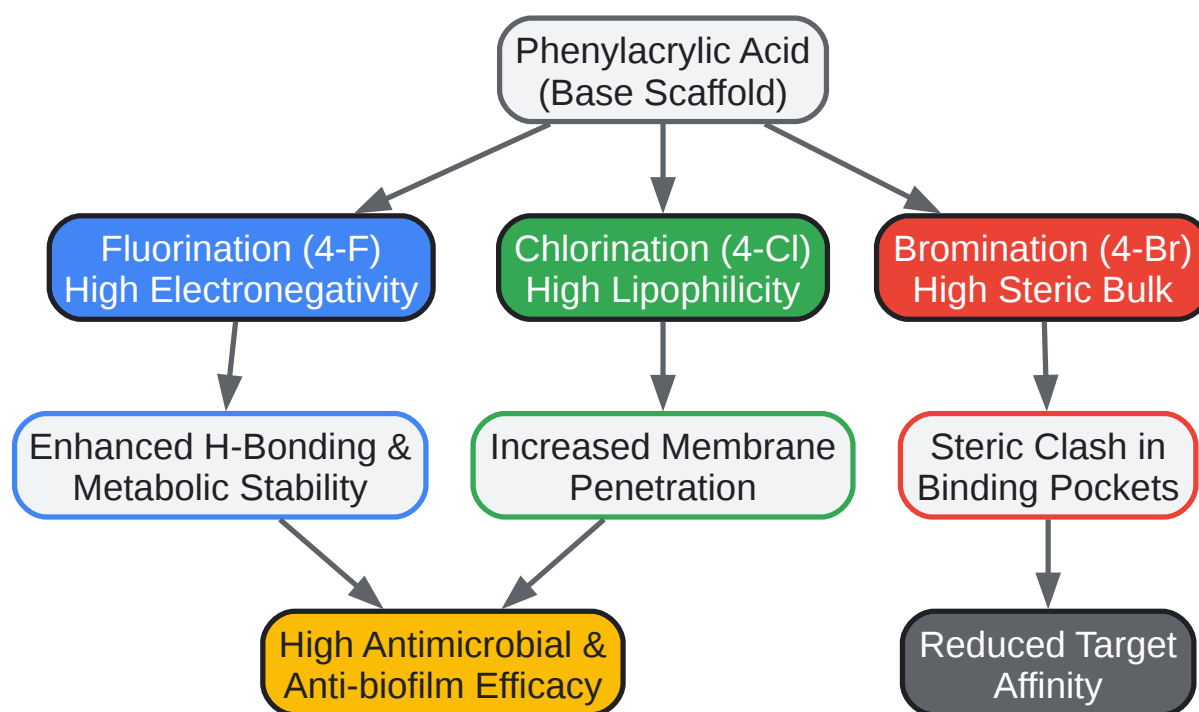 Phenylacrylic Acid
(Base Scaffold)
Fluorination (4-F)
High Electronegativity
Chlorination (4-Cl)
High Lipophilicity
Bromination (4-Br)
High Steric Bulk
Enhanced H-Bonding &
Metabolic Stability
Increased Membrane
Penetration
Steric Clash in
Binding Pockets
High Antimicrobial &
Anti-biofilm Efficacy
Reduced Target
Affinity